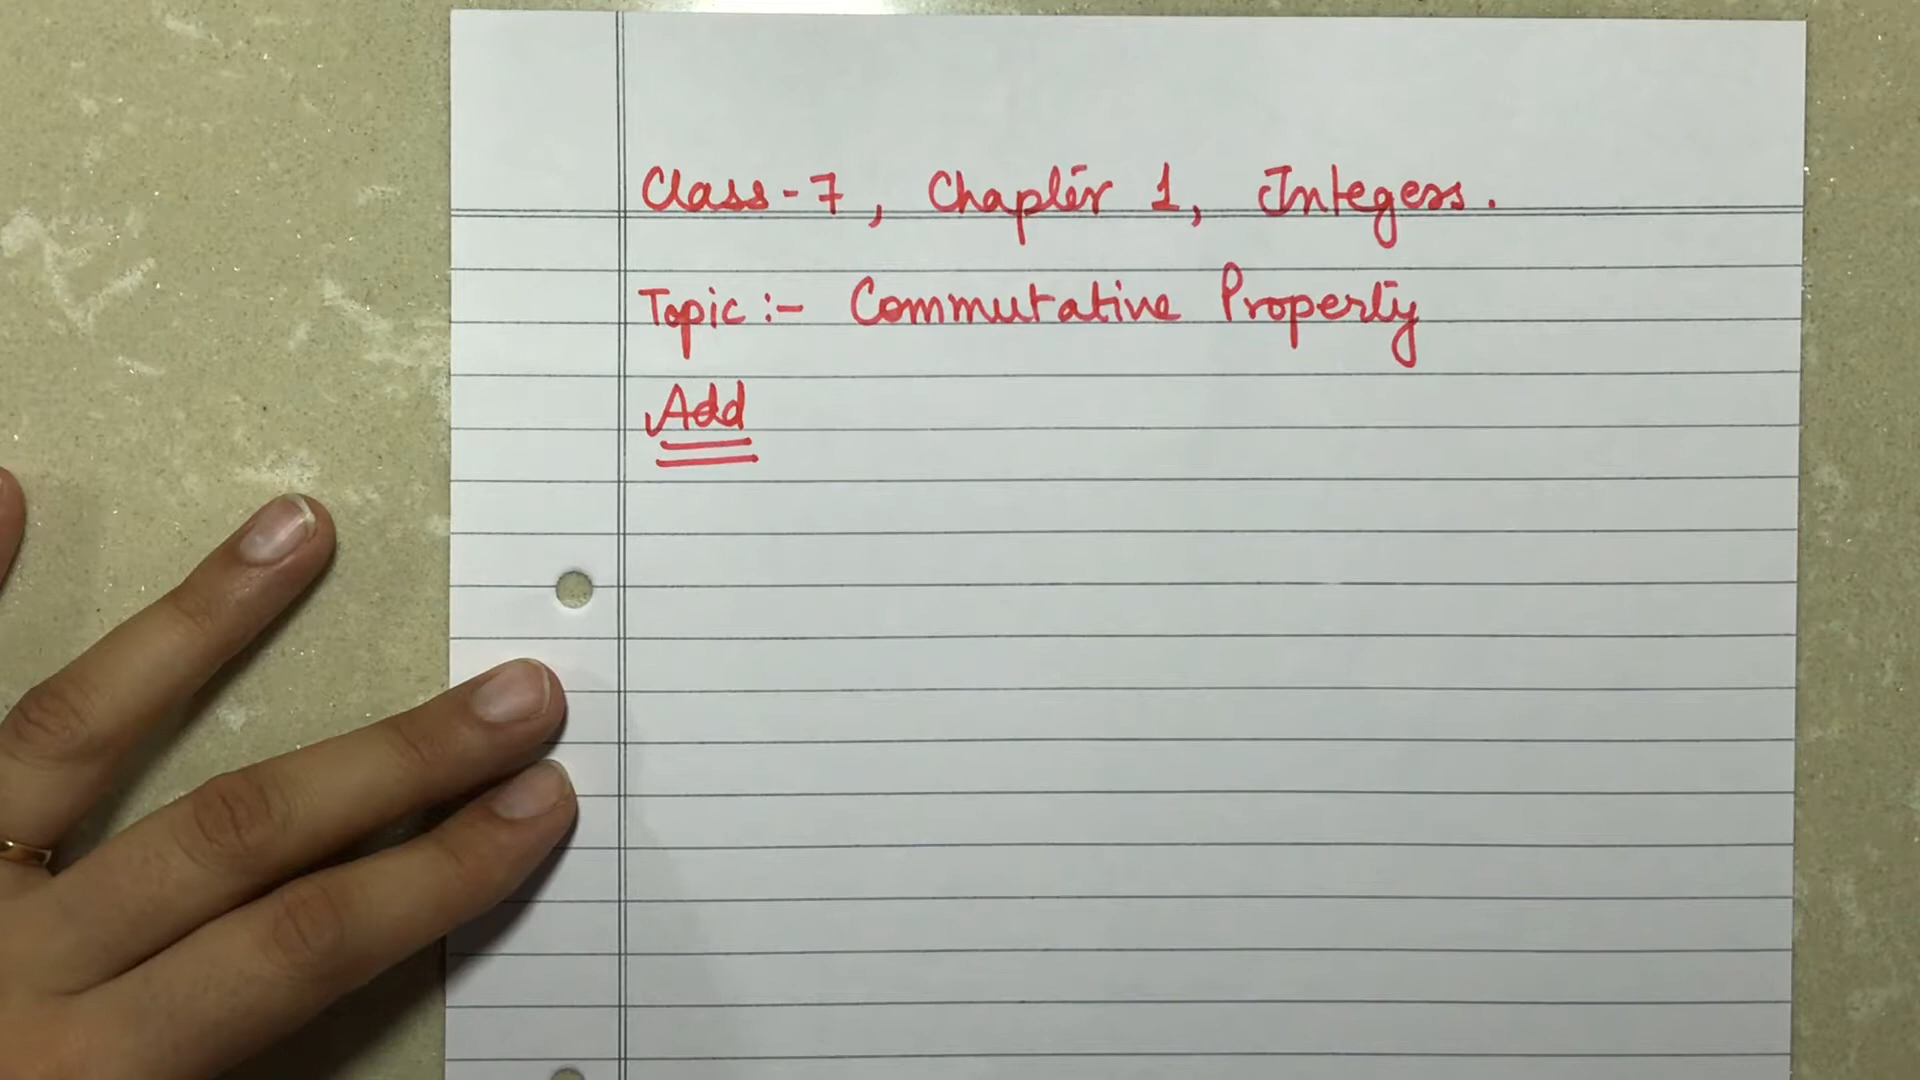 Class-7, Chapter 1, Integers.
Topic:- Commutative Property
Add